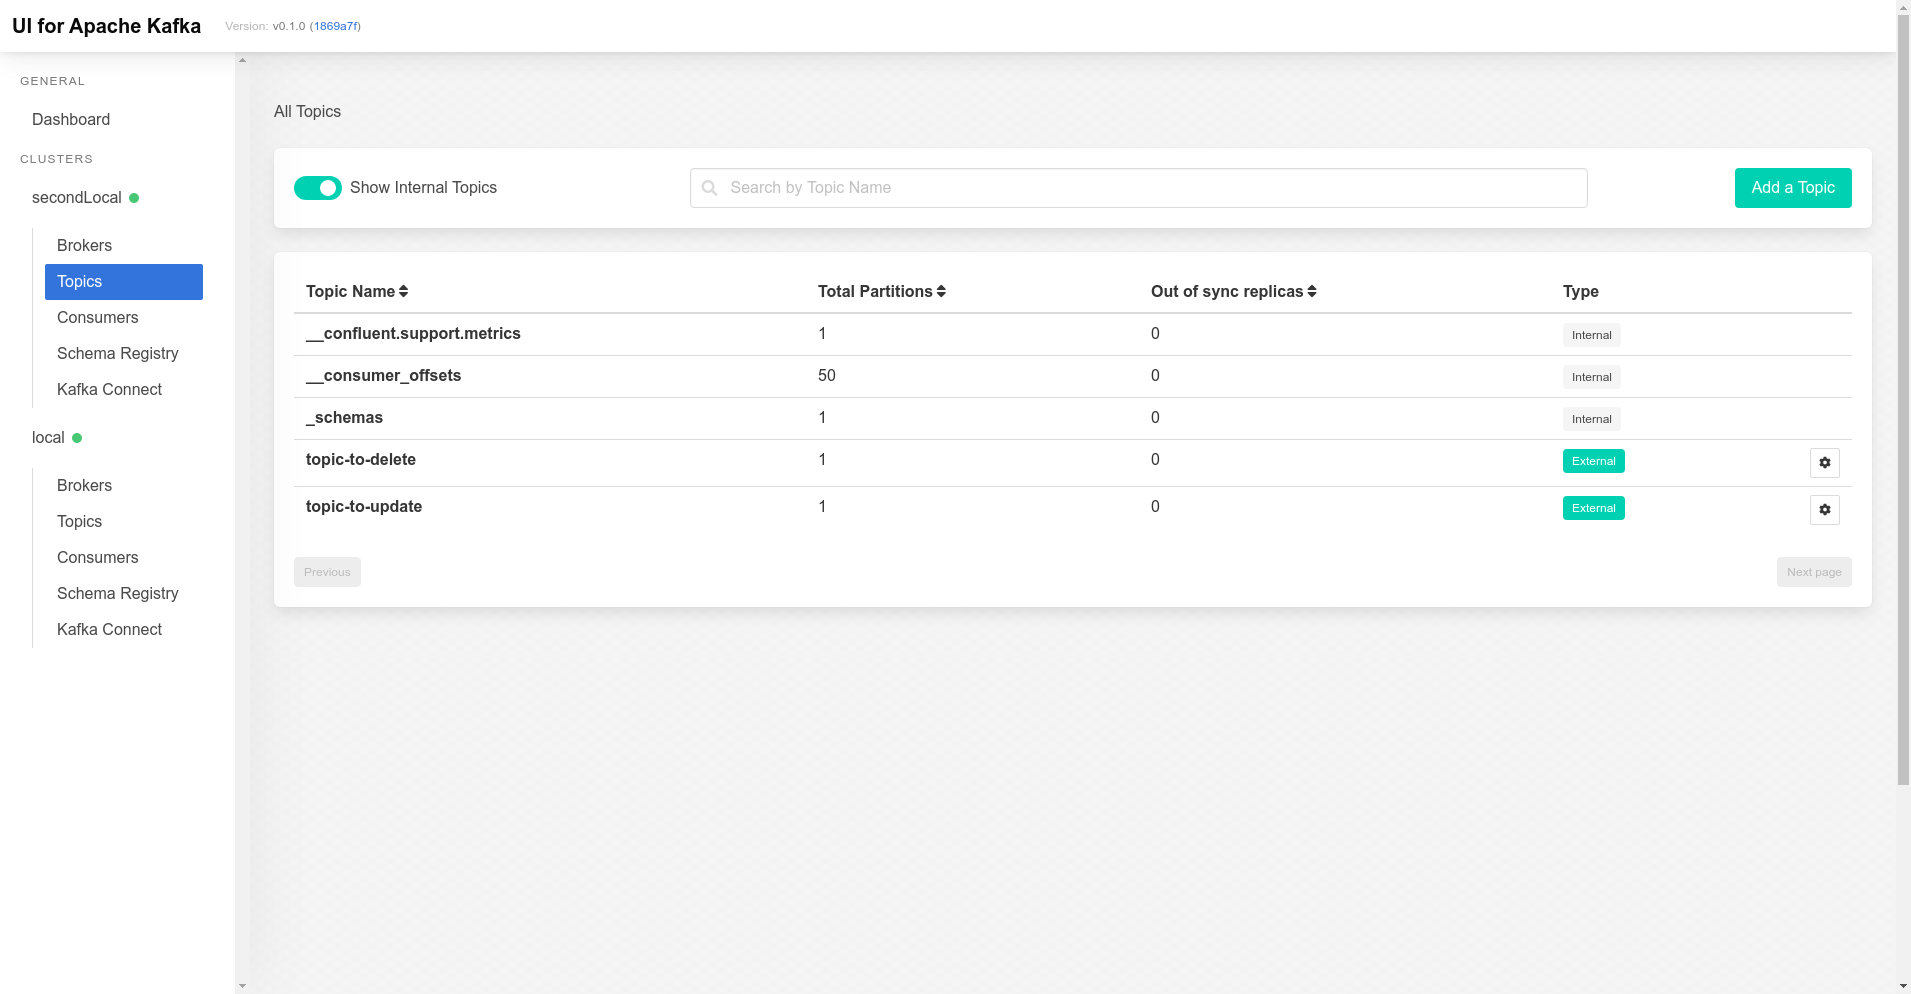 UI for Apache Kafka Version: v0.1.0 (1869a7f)
GENERAL
Dashboard
CLUSTERS
secondLocal
Brokers
Topics
Consumers
Schema Registry
Kafka Connect
local
Brokers
Topics
Consumers
Schema Registry
Kafka Connect
All Topics
Show Internal Topics Search by Topic Name Add a Topic
Topic Name Total Partitions Out of sync replicas Type
__confluent.support.metrics 1 0 Internal
__consumer_offsets 50 0 Internal
_schemas 1 0 Internal
topic-to-delete 1 0 External
topic-to-update 1 0 External
Previous Next page